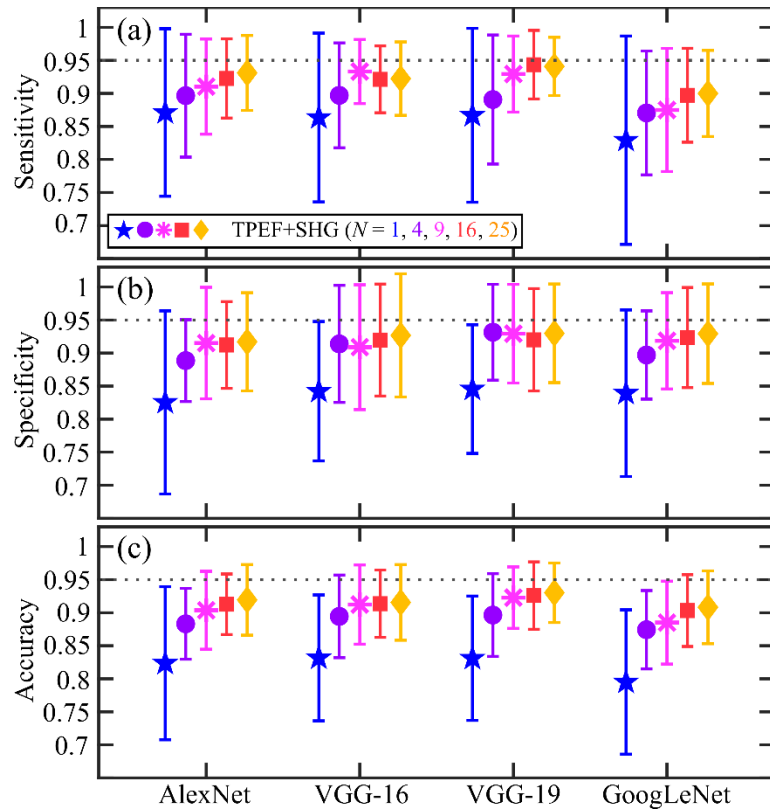 (a)
Sensitivity
1
0.95
0.9
0.85
0.8
0.75
0.7
TPEF+SHG (N = 1, 4, 9, 16, 25)
(b)
Specificity
1
0.95
0.9
0.85
0.8
0.75
0.7
(c)
Accuracy
1
0.95
0.9
0.85
0.8
0.75
0.7
AlexNet VGG-16 VGG-19 GoogLeNet